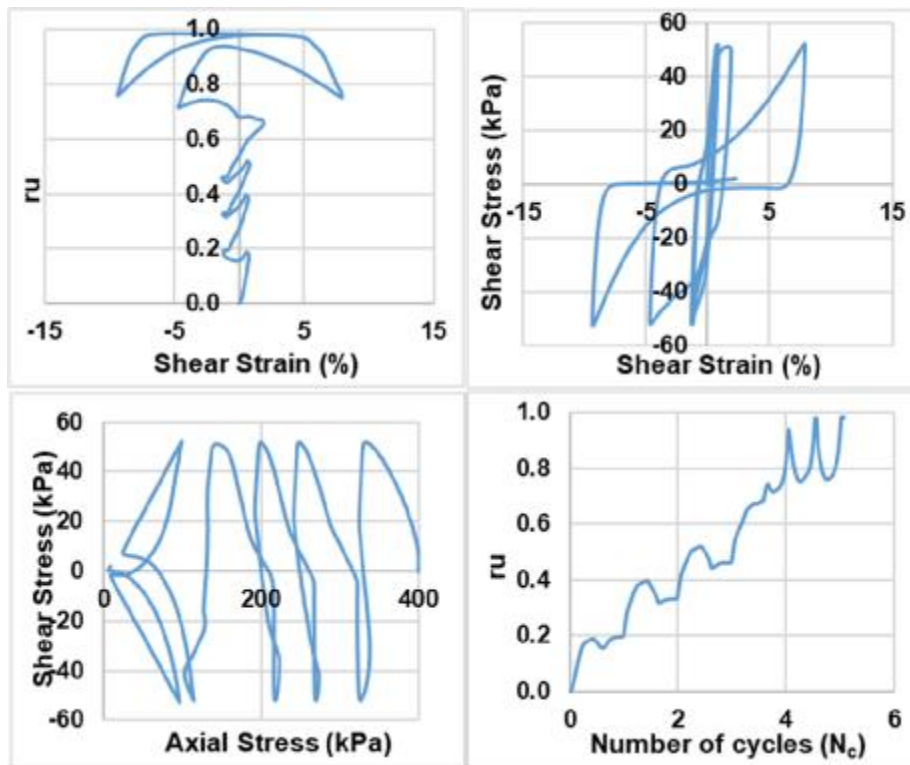 1.0
0.8
0.6
0.4
0.2
0.0
ru
-15 -5 5 15
Shear Strain (%)
60
40
20
0
-20
-40
-60
Shear Stress (kPa)
-15 -5 5 15
Shear Strain (%)
60
40
20
0
-20
-40
-60
Shear Stress (kPa)
0 200 400
Axial Stress (kPa)
1.0
0.8
0.6
0.4
0.2
0.0
ru
0 2 4 6
Number of cycles (Nc)